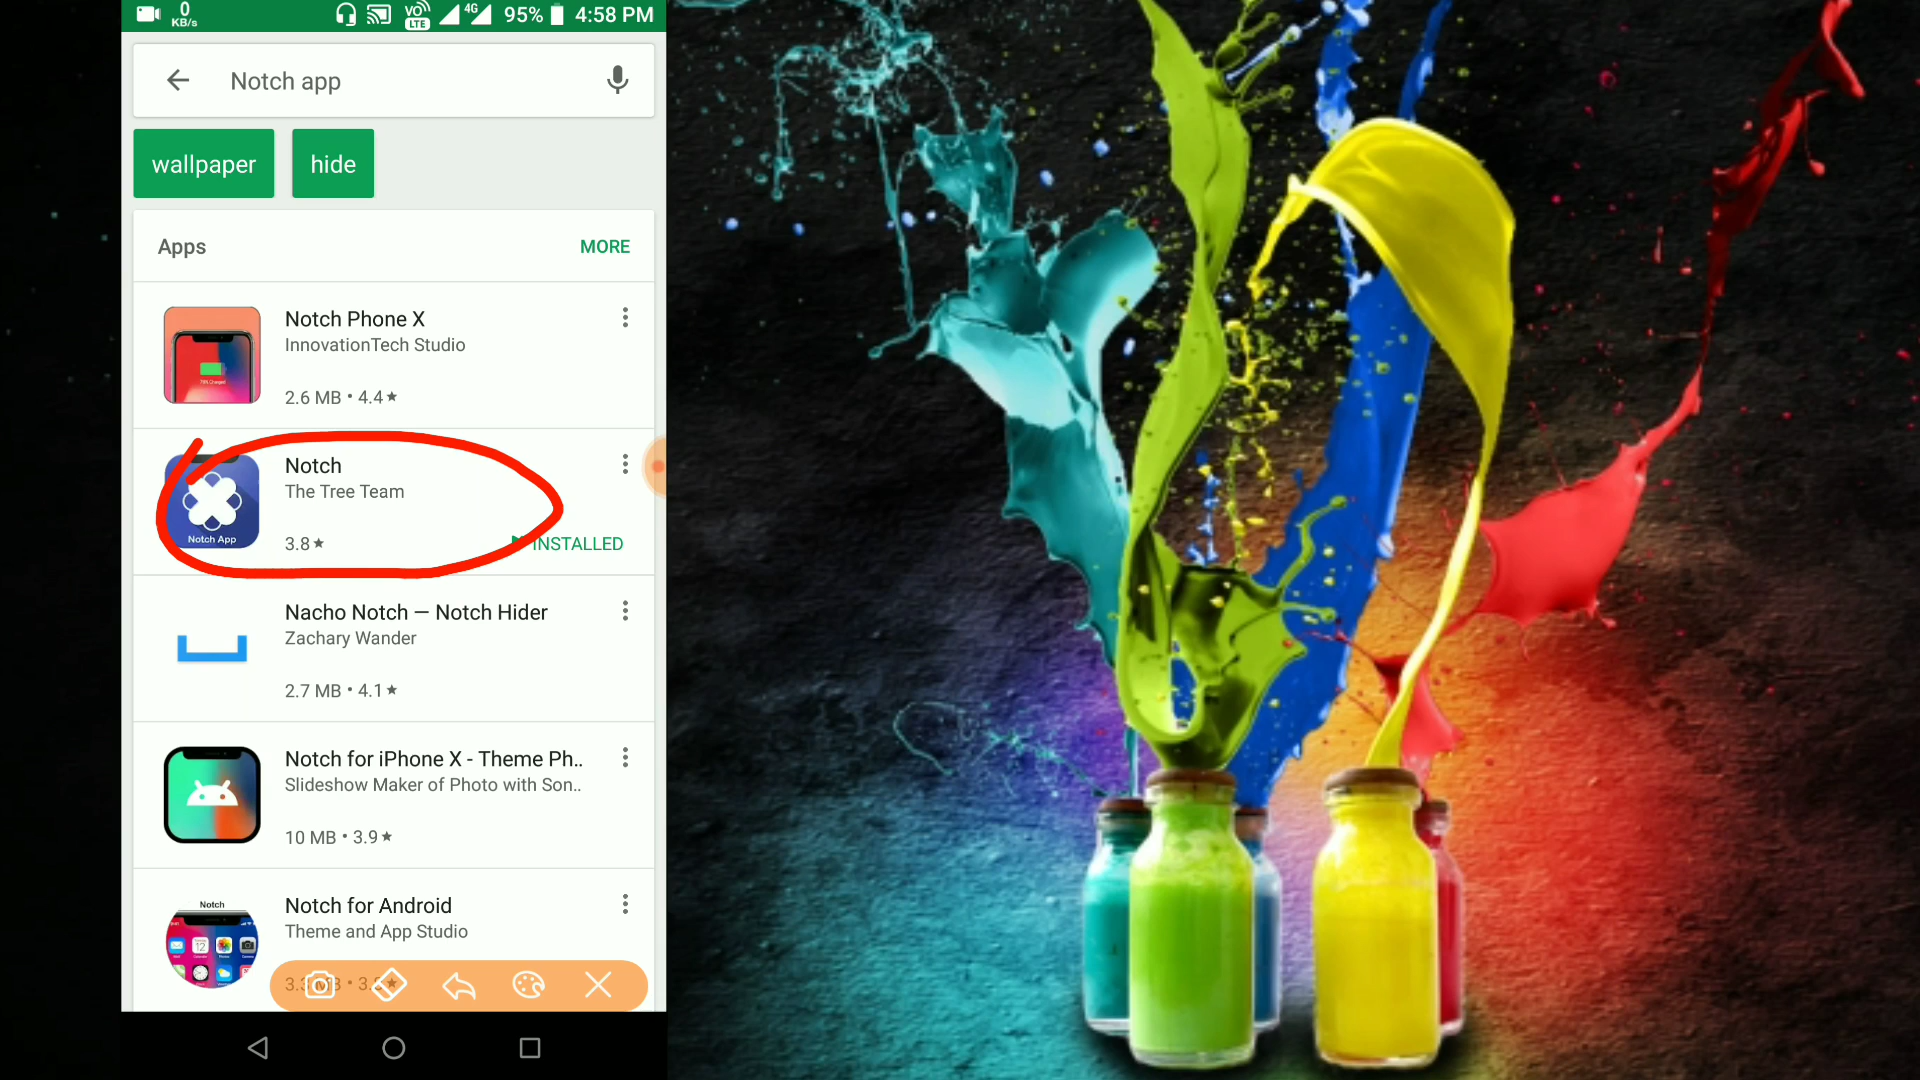 0
KB/s
VO))
LTE
4G
95%
4:58 PM
Notch app
wallpaper
hide
Apps
MORE
Notch Phone X
InnovationTech Studio
2.6 MB • 4.4★
Notch
The Tree Team
Notch App
3.8★
INSTALLED
Nacho Notch — Notch Hider
Zachary Wander
2.7 MB • 4.1★
Notch for iPhone X - Theme Ph..
Slideshow Maker of Photo with Son..
10 MB • 3.9★
Notch
Notch for Android
Theme and App Studio